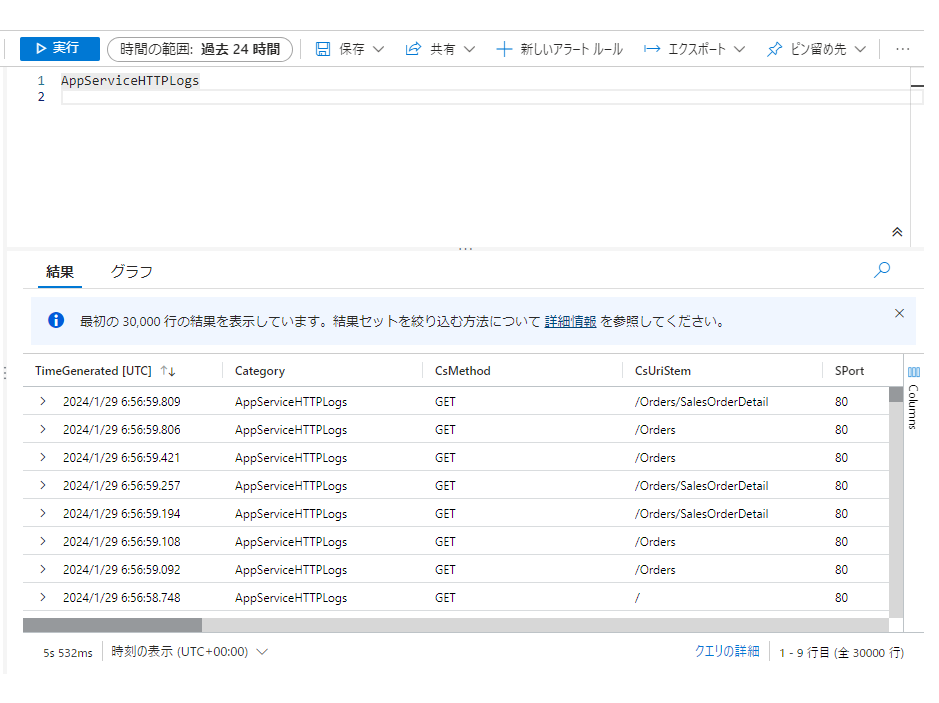 実行 時間の範囲: 過去 24 時間 保存 共有 新しいアラート ルール エクスポート ピン留め先 ...
1 AppServiceHTTPLogs
2
結果 グラフ
最初の 30,000 行の結果を表示しています。結果セットを絞り込む方法について 詳細情報 を参照してください。
TimeGenerated [UTC] CsMethod Category CsUriStem SPort
2024/1/29 6:56:59.809 AppServiceHTTPLogs GET /Orders/SalesOrderDetail 80
2024/1/29 6:56:59.806 AppServiceHTTPLogs GET /Orders 80
2024/1/29 6:56:59.421 AppServiceHTTPLogs GET /Orders 80
2024/1/29 6:56:59.257 AppServiceHTTPLogs GET /Orders/SalesOrderDetail 80
2024/1/29 6:56:59.194 AppServiceHTTPLogs GET /Orders/SalesOrderDetail 80
2024/1/29 6:56:59.108 AppServiceHTTPLogs GET /Orders 80
2024/1/29 6:56:59.092 AppServiceHTTPLogs GET /Orders 80
2024/1/29 6:56:58.748 AppServiceHTTPLogs GET / 80
Columns
5s 532ms 時刻の表示 (UTC+00:00) クエリの詳細 1 - 9 行目 (全 30000 行)